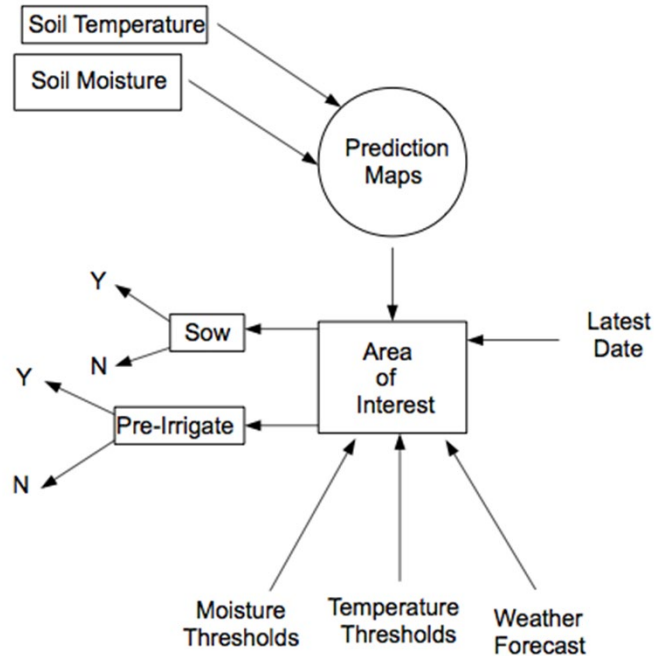 Soil Temperature
Soil Moisture
Prediction
Maps
Y
Sow
N
Area
of
Interest
Latest
Date
Y
Pre-Irrigate
N
Moisture
Thresholds
Temperature
Thresholds
Weather
Forecast